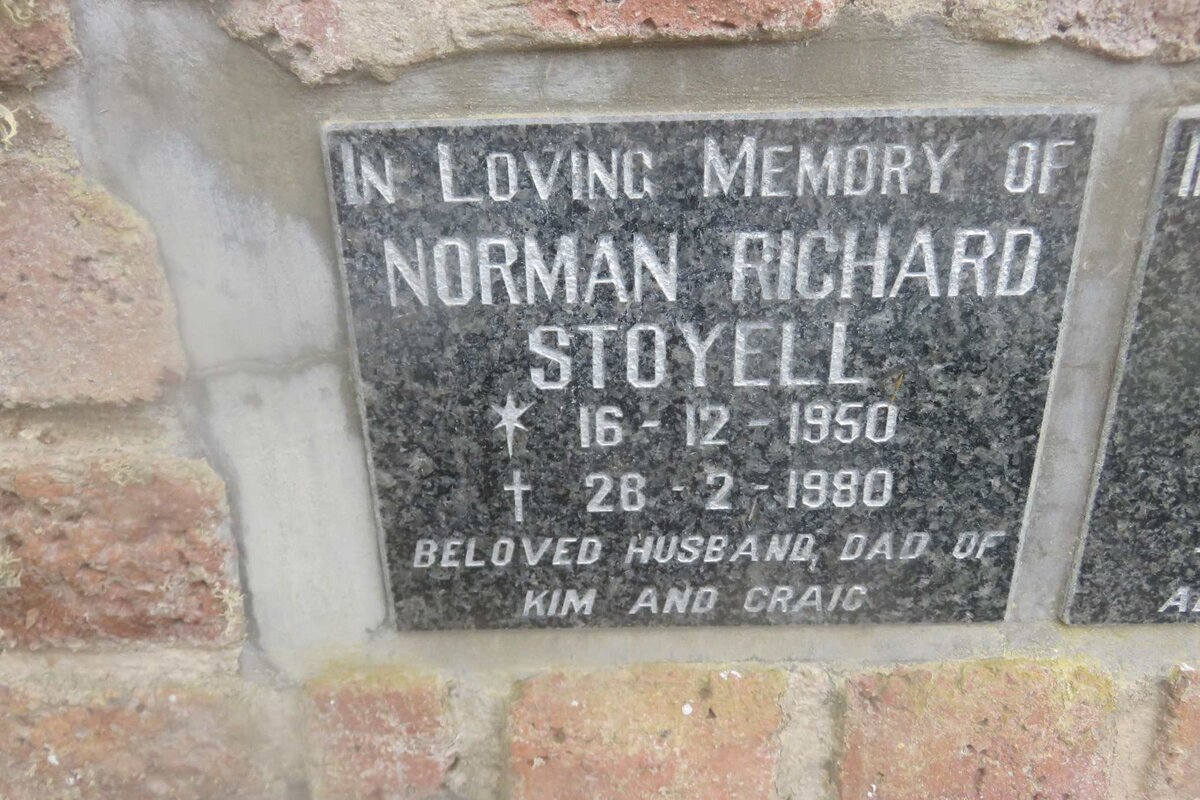 IN LOVING MEMORY OF
NORMAN RICHARD
STOYELL
16-12-1950
28-2-1980
BELOVED HUSBAND, DAD OF
KIM AND CRAIG